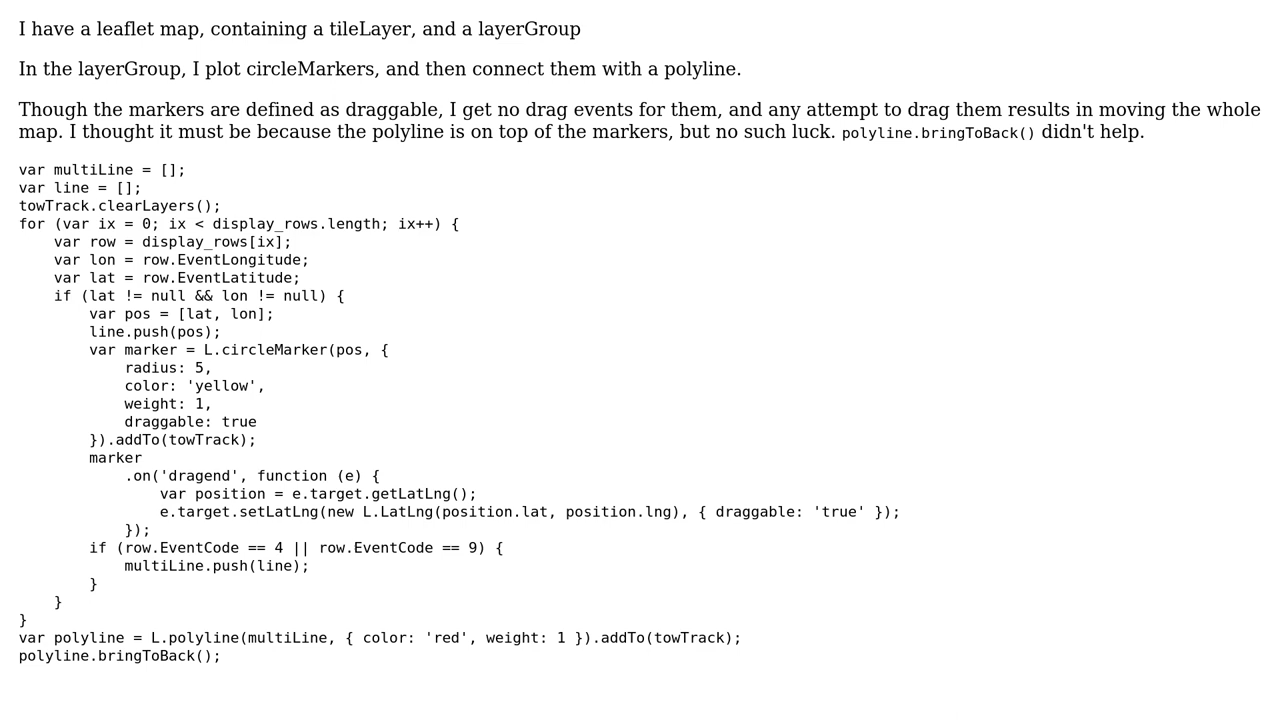 I have a leaflet map, containing a tileLayer, and a layerGroup
In the layerGroup, I plot circleMarkers, and then connect them with a polyline.
Though the markers are defined as draggable, I get no drag events for them, and any attempt to drag them results in moving the whole
map. I thought it must be because the polyline is on top of the markers, but no such luck. polyline.bringToBack() didn't help.
var multiLine = [];
var line = [];
towTrack.clearLayers();
for (var ix = 0; ix < display_rows.length; ix++) {
    var row = display_rows[ix];
    var lon = row.EventLongitude;
    var lat = row.EventLatitude;
    if (lat != null && lon != null) {
        var pos = [lat, lon];
        line.push(pos);
        var marker = L.circleMarker(pos, {
            radius: 5,
            color: 'yellow',
            weight: 1,
            draggable: true
        }).addTo(towTrack);
        marker
            .on('dragend', function (e) {
                var position = e.target.getLatLng();
                e.target.setLatLng(new L.LatLng(position.lat, position.lng), { draggable: 'true' });
            });
        if (row.EventCode == 4 || row.EventCode == 9) {
            multiLine.push(line);
        }
    }
}
var polyline = L.polyline(multiLine, { color: 'red', weight: 1 }).addTo(towTrack);
polyline.bringToBack();